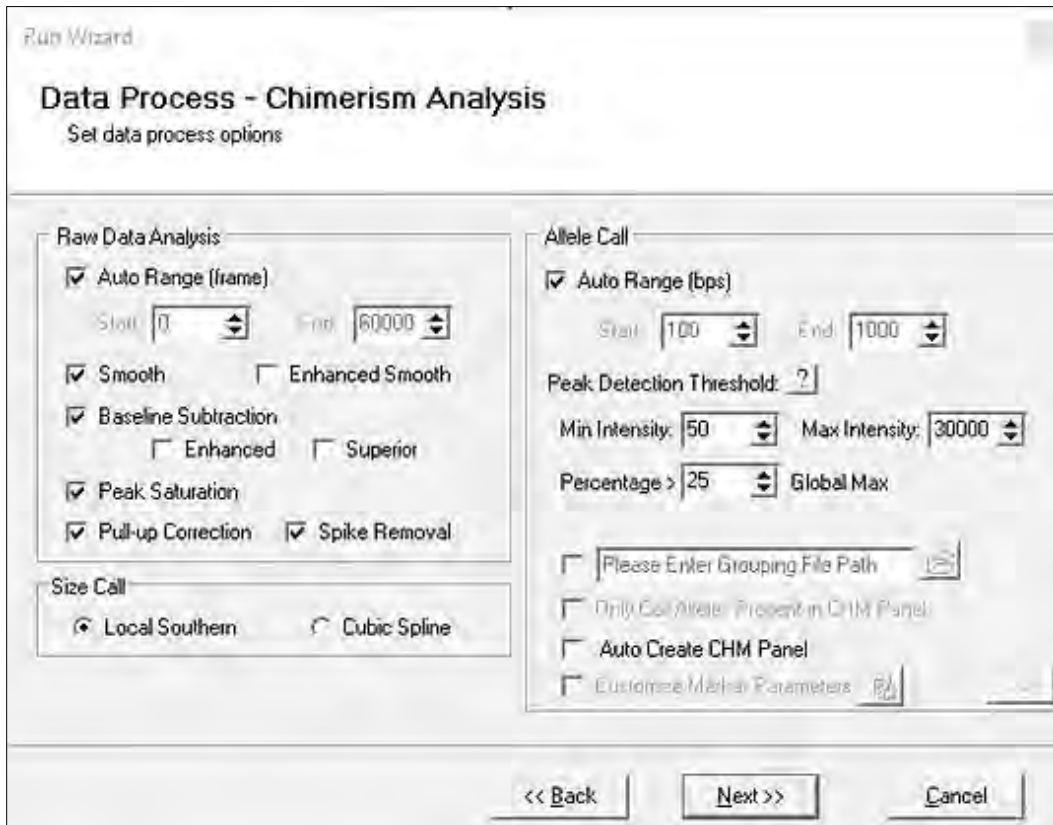 Run Wizard
Data Process - Chimerism Analysis
Set data process options
Raw Data Analysis
Auto Range (frame)
Start 0 End 60000
Smooth Enhanced Smooth
Baseline Subtraction
Enhanced Superior
Peak Saturation
Pull-up Correction Spike Removal
Size Call
Local Southern Cubic Spline
Allele Call
Auto Range (bps)
Start 100 End 1000
Peak Detection Threshold: ?
Min Intensity: 50 Max Intensity: 30000
Percentage > 25 Global Max
Please Enter Grouping File Path
Only Call Alleles Present in CHM Panel
Auto Create CHM Panel
Customize Marker Parameters
<< Back Next >> Cancel